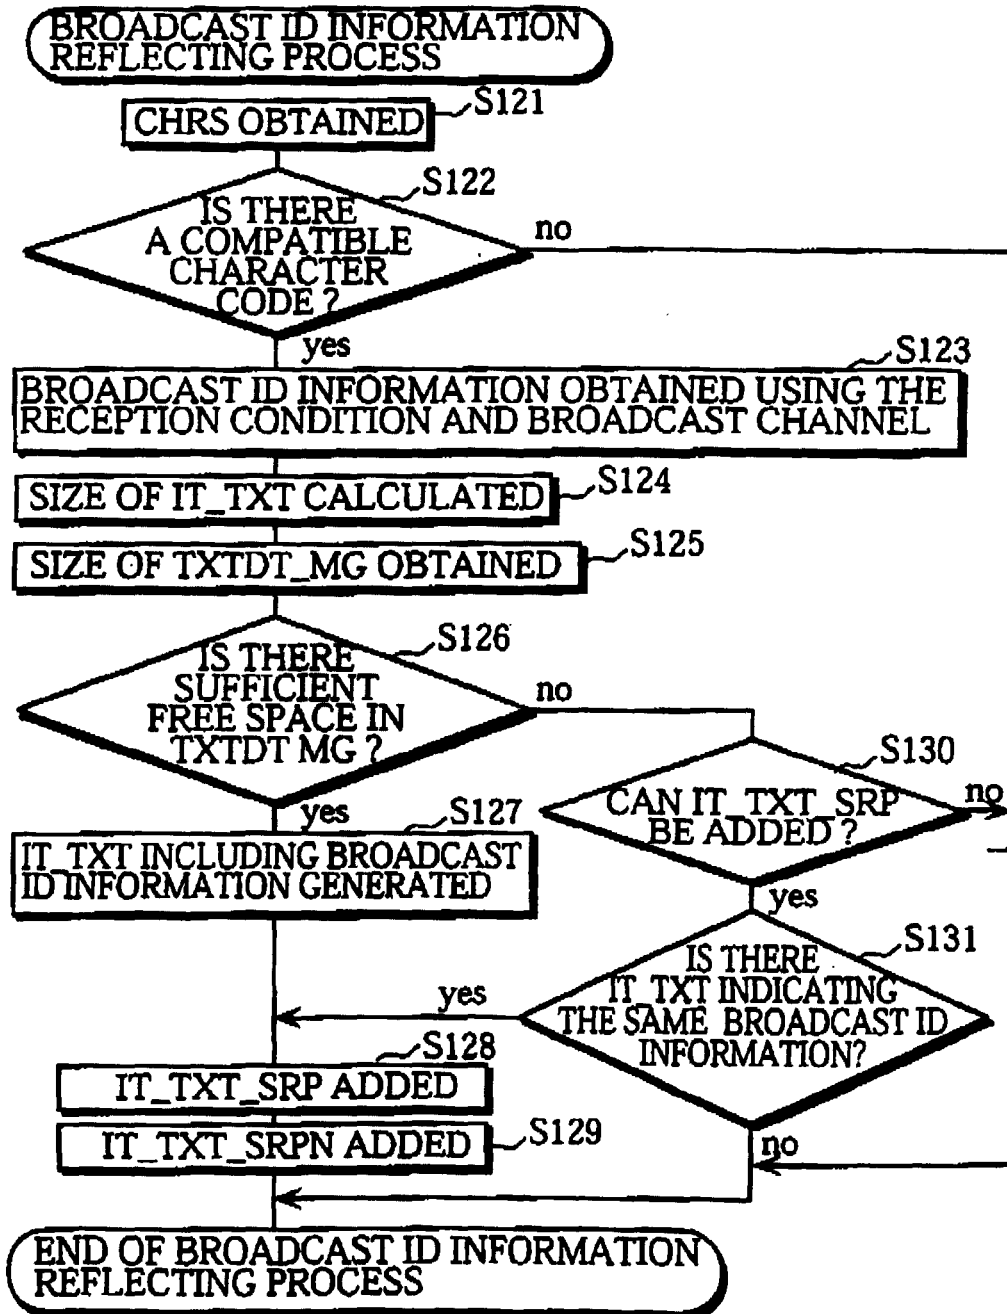 BROADCAST ID INFORMATION
REFLECTING PROCESS
S121
CHRS OBTAINED
S122
IS THERE
A COMPATIBLE
CHARACTER
CODE ?
no
yes
S123
BROADCAST ID INFORMATION OBTAINED USING THE
RECEPTION CONDITION AND BROADCAST CHANNEL
SIZE OF IT_TXT CALCULATED
S124
SIZE OF TXTDT_MG OBTAINED
S125
S126
IS THERE
SUFFICIENT
FREE SPACE IN
TXTDT MG ?
no
yes
S130
CAN IT_TXT_SRP
BE ADDED ?
no
yes
S127
IT_TXT INCLUDING BROADCAST
ID INFORMATION GENERATED
S131
IS THERE
IT_TXT INDICATING
THE SAME BROADCAST ID
INFORMATION?
yes
no
S128
IT_TXT_SRP ADDED
IT_TXT_SRPN ADDED
S129
END OF BROADCAST ID INFORMATION
REFLECTING PROCESS